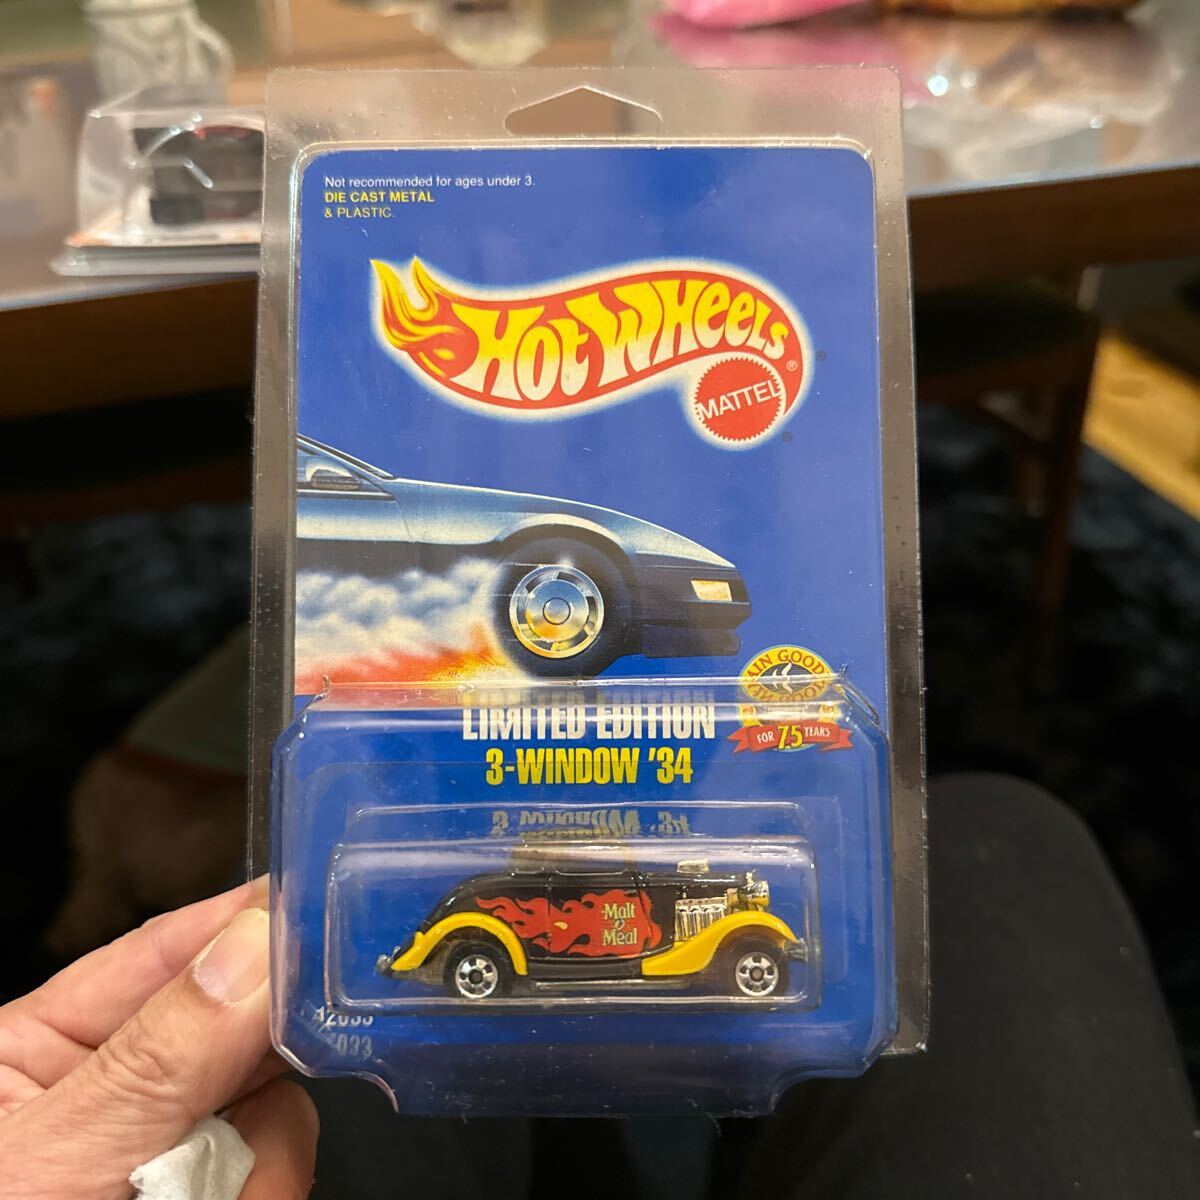 Not recommended for ages under 3.
DIE CAST METAL
& PLASTIC.
HOT WHEELS ®
MATTEL ®
GOOD
LIMITED EDITION
FOR 75 YEARS
3-WINDOW '34
Malt
o
Meal